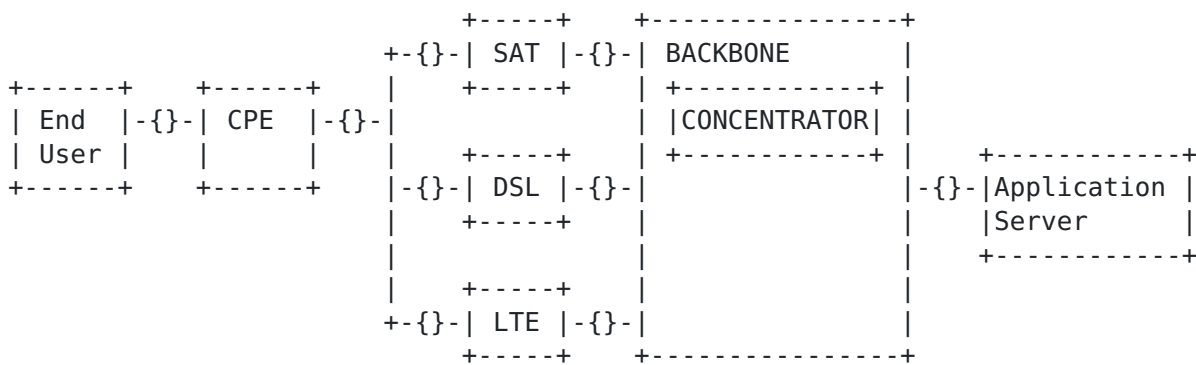 +-----+    +----------------+
                       +-{}-| SAT |-{}-| BACKBONE       |
+------+    +------+   |    +-----+    | +------------+ |
| End  |-{}-| CPE  |-{}-|              | |CONCENTRATOR| |
| User |    |      |   |    +-----+    | +------------+ |    +------------+
+------+    +------+   |-{}-| DSL |-{}-|                |-{}-|Application |
                       |    +-----+    |                |    |Server      |
                       |               |                |    +------------+
                       |    +-----+    |                |
                       +-{}-| LTE |-{}-|                |
                            +-----+    +----------------+